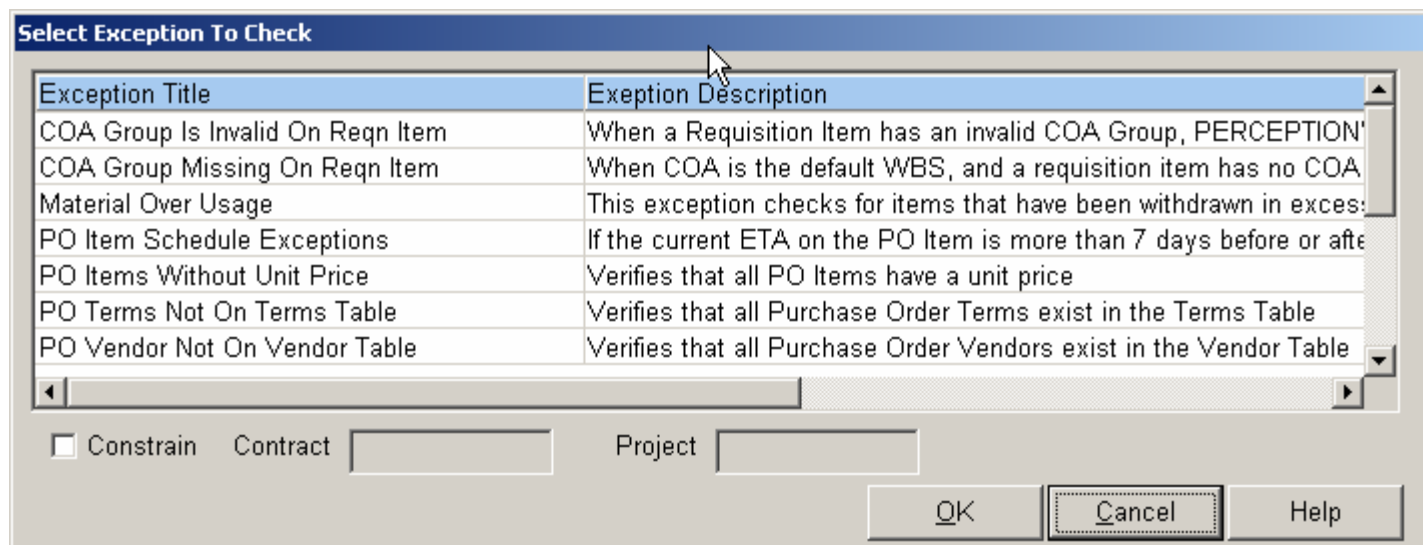 Select Exception To Check
Exception Title Exeption Description
COA Group Is Invalid On Reqn Item When a Requisition Item has an invalid COA Group, PERCEPTION'
COA Group Missing On Reqn Item When COA is the default WBS, and a requisition item has no COA
Material Over Usage This exception checks for items that have been withdrawn in exces
PO Item Schedule Exceptions If the current ETA on the PO Item is more than 7 days before or afte
PO Items Without Unit Price Verifies that all PO Items have a unit price
PO Terms Not On Terms Table Verifies that all Purchase Order Terms exist in the Terms Table
PO Vendor Not On Vendor Table Verifies that all Purchase Order Vendors exist in the Vendor Table
Constrain Contract Project
OK Cancel Help